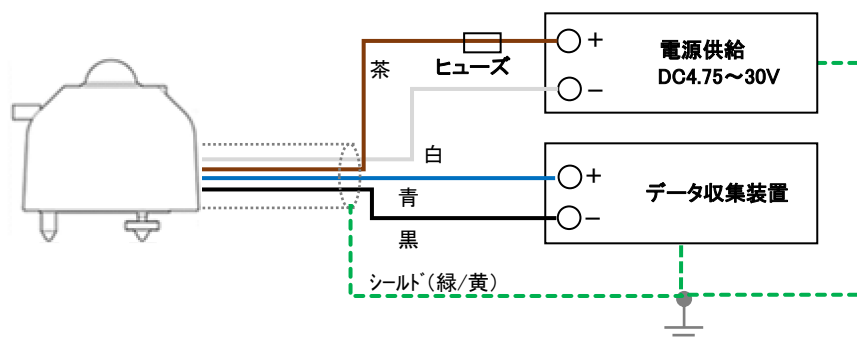 茶
ヒューズ
+
−
電源供給
DC4.75～30V
白
青
黒
+
−
データ収集装置
ｼｰﾙﾄﾞ(緑/黄)